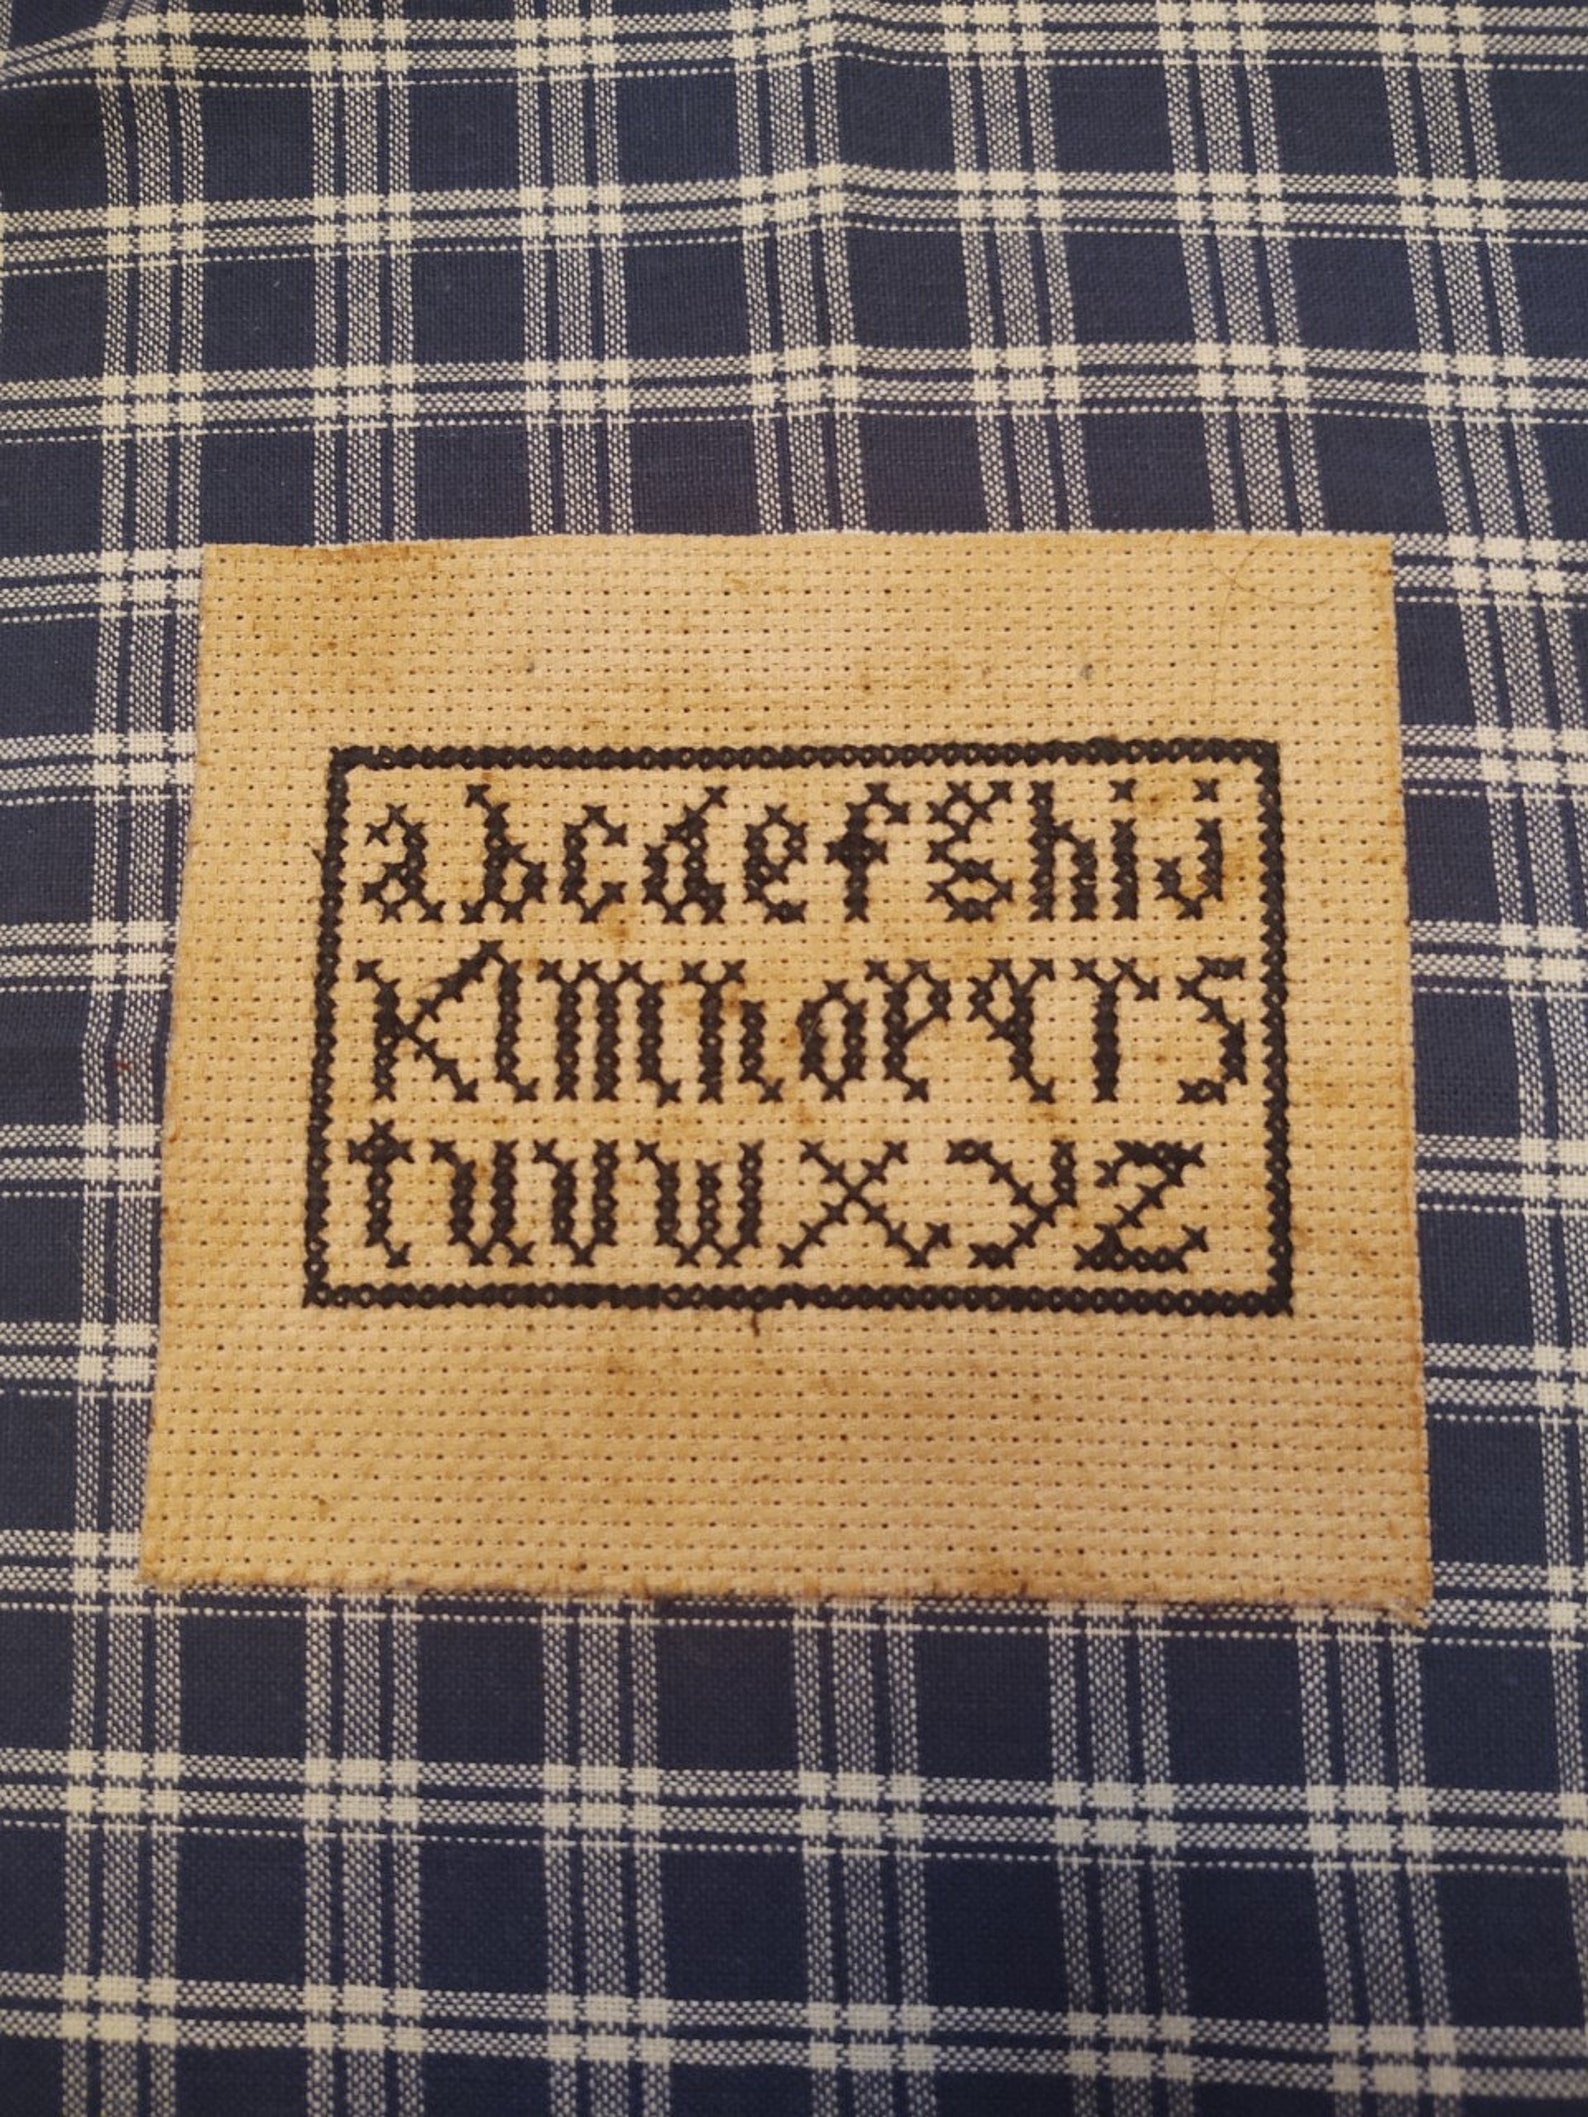 abcdefghij
klmnopqrs
tuvwxyz